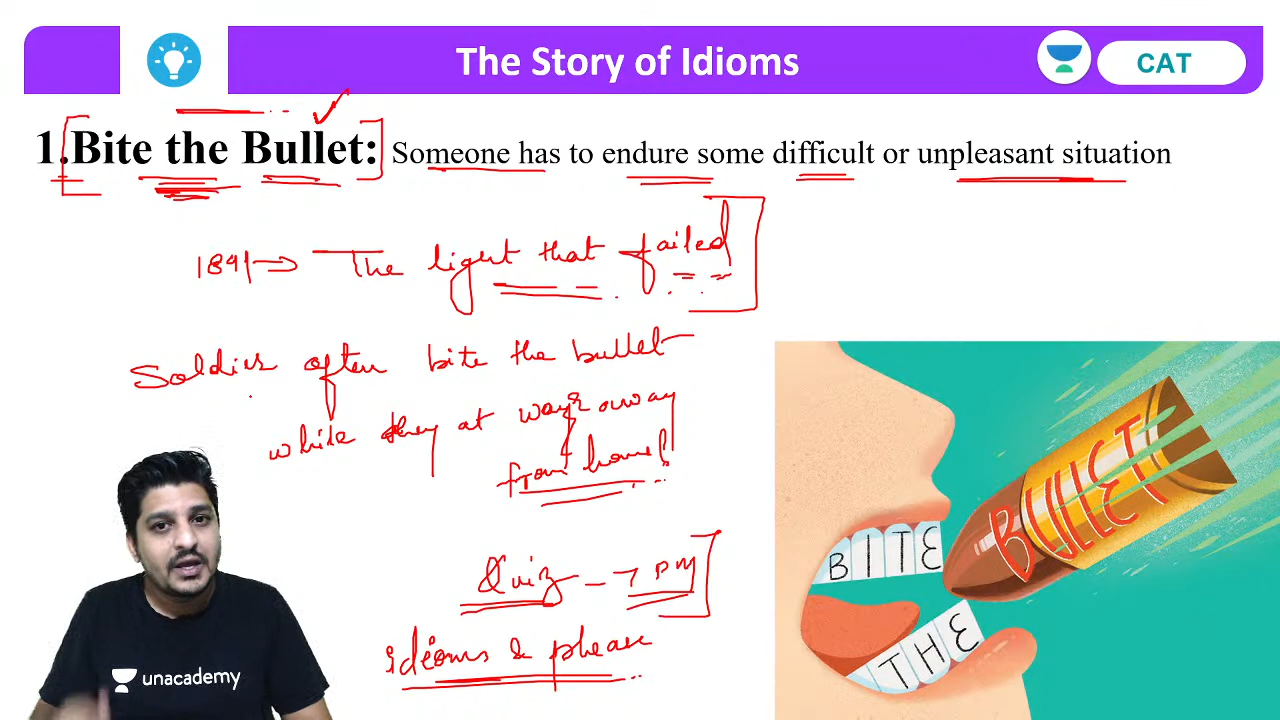 The Story of Idioms
CAT
1.Bite the Bullet: Someone has to endure some difficult or unpleasant situation
1891 → The light that failed
Soldies often bite the bullet
while they at ways away
from home!
BULLET
BITE
THE
Quiz - 7 PM
idioms & phrase
unacademy